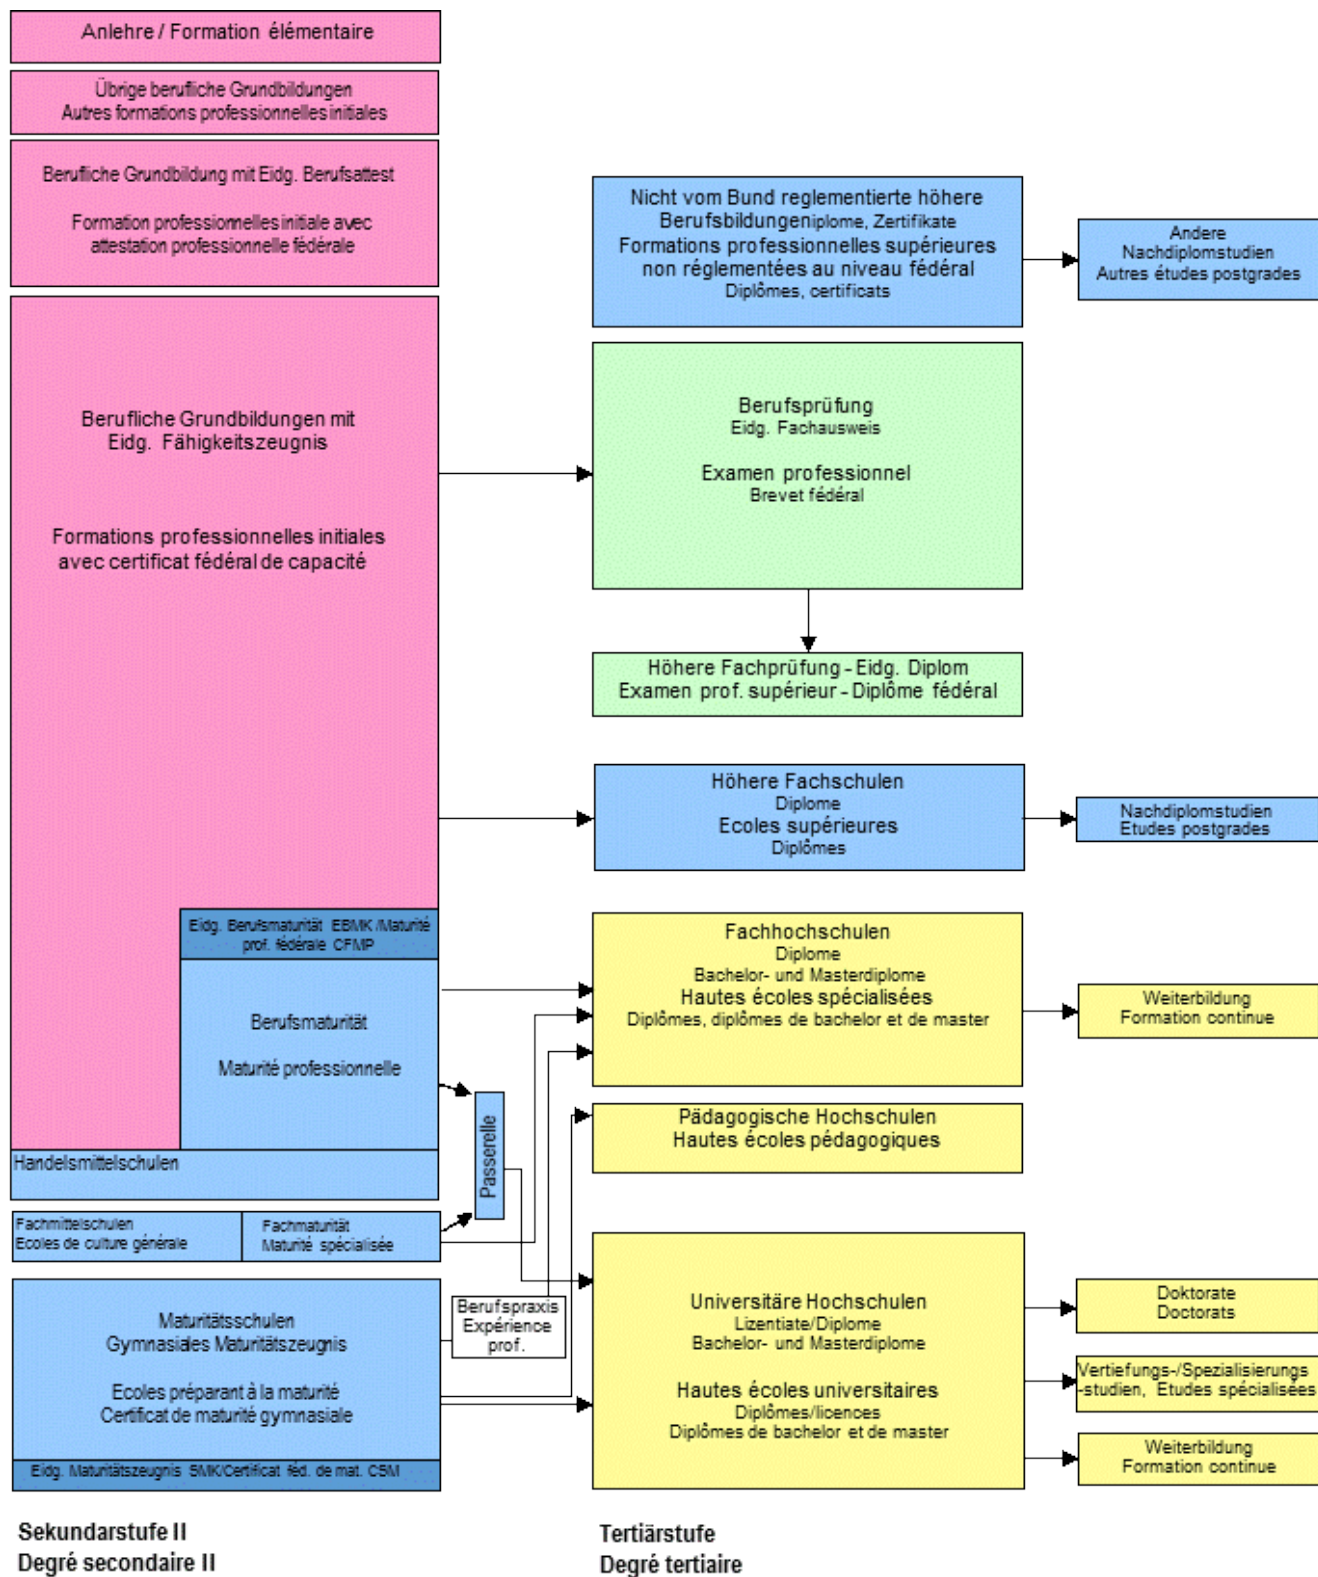 Anlehre / Formation élémentaire
Übrige berufliche Grundbildungen
Autres formations professionnelles initiales
Berufliche Grundbildung mit Eidg. Berufsattest
Formation professionnelles initiale avec
attestation professionnelle fédérale
Berufliche Grundbildungen mit
Eidg. Fähigkeitszeugnis
Formations professionnelles initiales
avec certificat fédéral de capacité
Eidg. Berufsmaturität EBMK /Maturité
prof. fédérale CFMP
Berufsmaturität
Maturité professionnelle
Handelsmittelschulen
Fachmittelschulen
Ecoles de culture générale
Fachmaturität
Maturité spécialisée
Maturitätsschulen
Gymnasiales Maturitätszeugnis
Ecoles préparant à la maturité
Certificat de maturité gymnasiale
Eidg. Maturitätszeugnis SMK/Certificat féd. de mat. CSM
Sekundarstufe II
Degré secondaire II
Passerelle
Berufspraxis
Expérience
prof.
Nicht vom Bund reglementierte höhere
Berufsbildungeniplome, Zertifikate
Formations professionnelles supérieures
non réglementées au niveau fédéral
Diplômes, certificats
Berufsprüfung
Eidg. Fachausweis
Examen professionnel
Brevet fédéral
Höhere Fachprüfung - Eidg. Diplom
Examen prof. supérieur - Diplôme fédéral
Höhere Fachschulen
Diplome
Ecoles supérieures
Diplômes
Fachhochschulen
Diplome
Bachelor- und Masterdiplome
Hautes écoles spécialisées
Diplômes, diplômes de bachelor et de master
Pädagogische Hochschulen
Hautes écoles pédagogiques
Universitäre Hochschulen
Lizentiate/Diplome
Bachelor- und Masterdiplome
Hautes écoles universitaires
Diplômes/licences
Diplômes de bachelor et de master
Tertiärstufe
Degré tertiaire
Andere
Nachdiplomstudien
Autres études postgrades
Nachdiplomstudien
Etudes postgrades
Weiterbildung
Formation continue
Doktorate
Doctorats
Vertiefungs-/Spezialisierungs
-studien, Etudes spécialisées
Weiterbildung
Formation continue